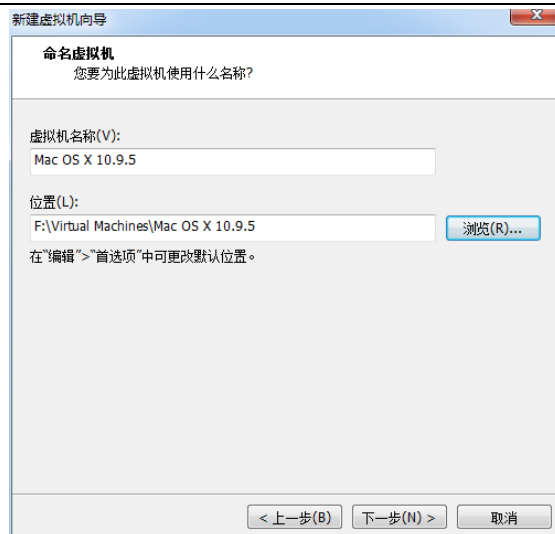 新建虚拟机向导
命名虚拟机
您要为此虚拟机使用什么名称?
虚拟机名称(V):
Mac OS X 10.9.5
位置(L):
F:\Virtual Machines\Mac OS X 10.9.5
浏览(R)...
在"编辑">"首选项"中可更改默认位置。
< 上一步(B) 下一步(N) > 取消